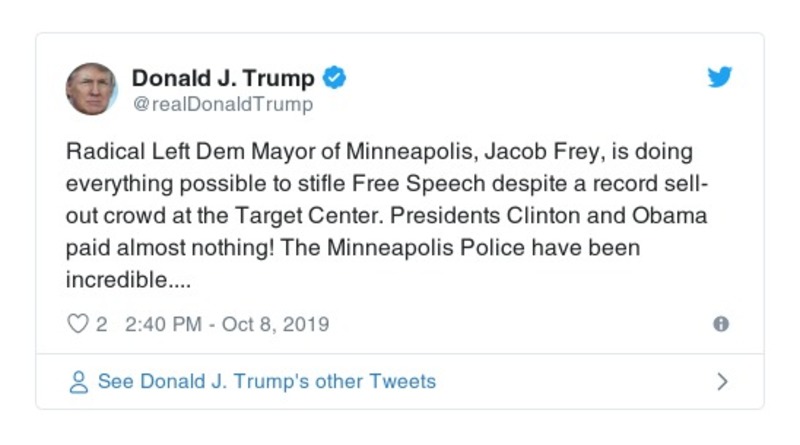 Donald J. Trump
@realDonaldTrump
Radical Left Dem Mayor of Minneapolis, Jacob Frey, is doing
everything possible to stifle Free Speech despite a record sell-
out crowd at the Target Center. Presidents Clinton and Obama
paid almost nothing! The Minneapolis Police have been
incredible....
2 2:40 PM - Oct 8, 2019
See Donald J. Trump's other Tweets